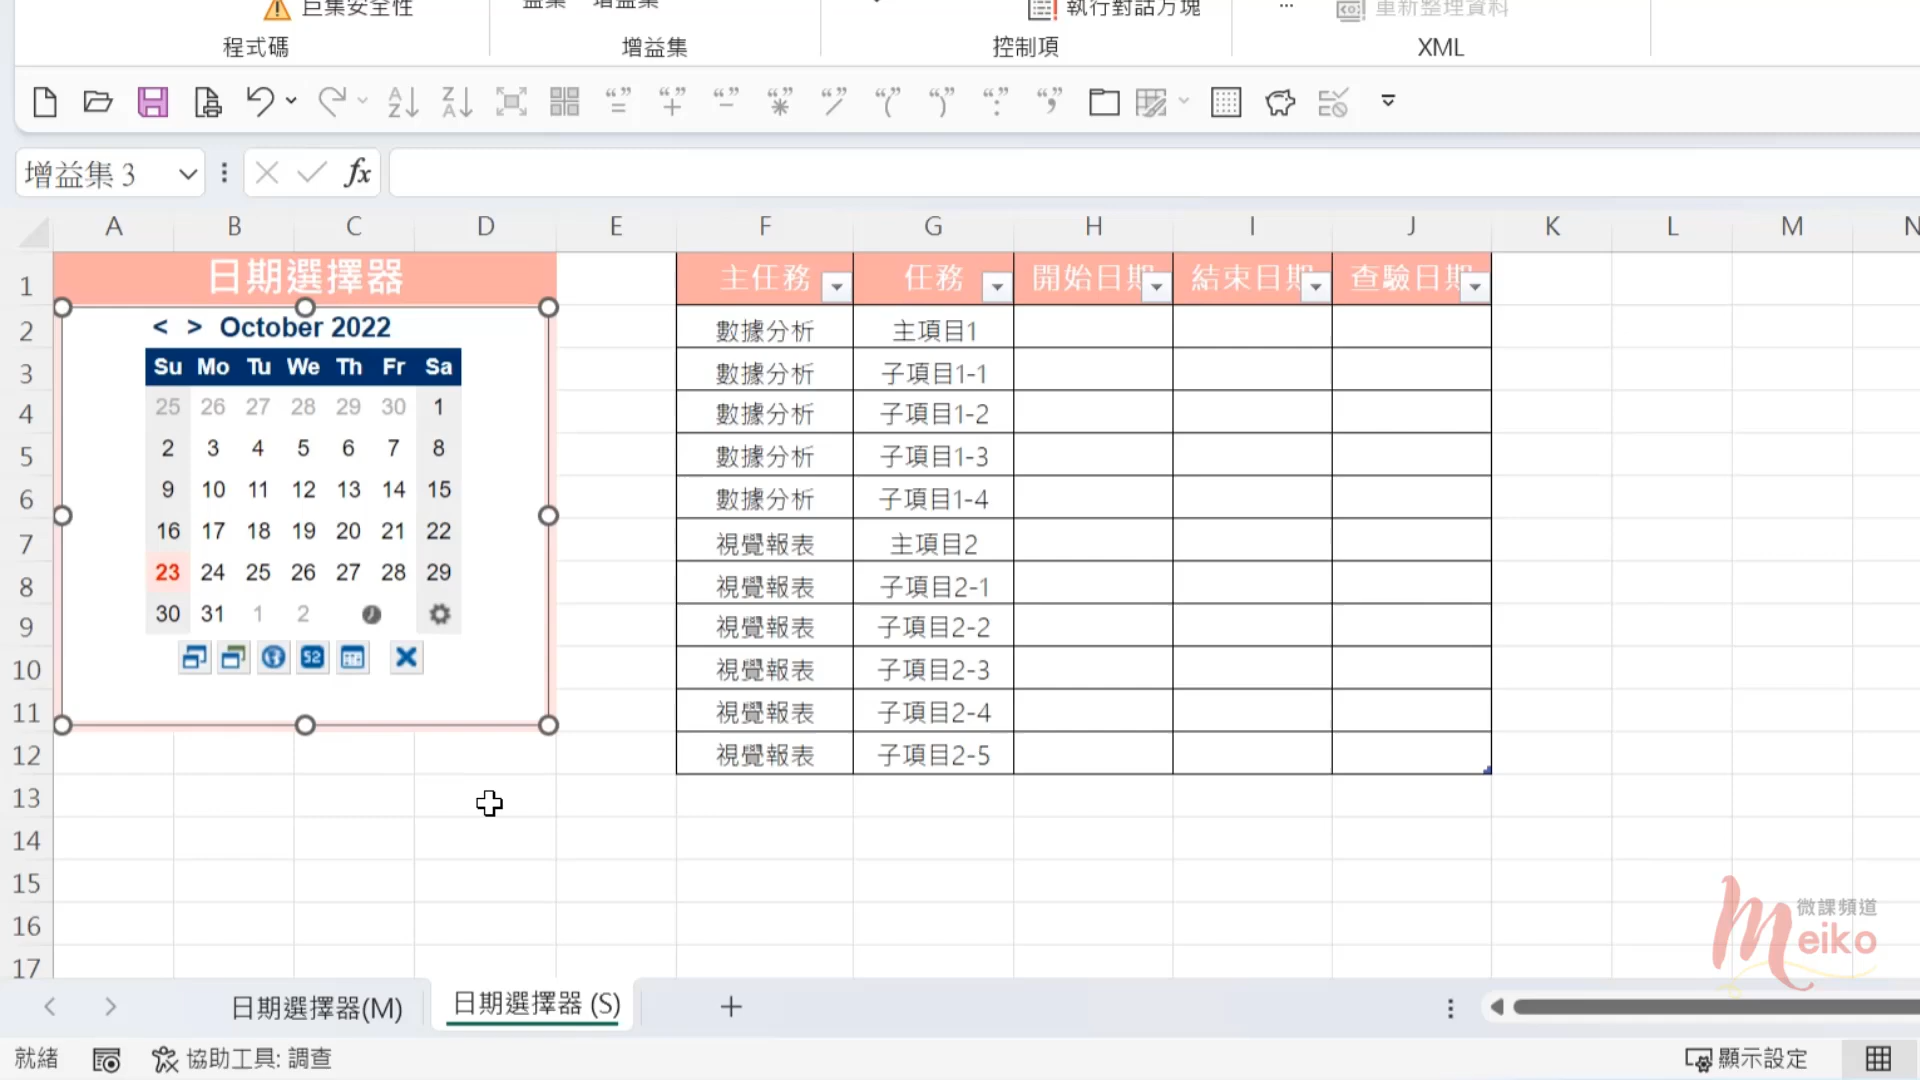 巨集安全性
執行對話方塊
重新整理資料
程式碼
增益集
控制項
XML
增益集 3
fx
A B C D E F G H I J K L M N
1 日期選擇器 主任務 任務 開始日期 結束日期 查驗日期
< > October 2022
Su Mo Tu We Th Fr Sa
25 26 27 28 29 30 1
2 3 4 5 6 7 8
9 10 11 12 13 14 15
16 17 18 19 20 21 22
23 24 25 26 27 28 29
30 31 1 2
52
2 數據分析 主項目1
3 數據分析 子項目1-1
4 數據分析 子項目1-2
5 數據分析 子項目1-3
6 數據分析 子項目1-4
7 視覺報表 主項目2
8 視覺報表 子項目2-1
9 視覺報表 子項目2-2
10 視覺報表 子項目2-3
11 視覺報表 子項目2-4
12 視覺報表 子項目2-5
13
14
15
16
17
微課頻道
Meiko
日期選擇器(M)
日期選擇器 (S)
就緒
協助工具: 調查
顯示設定